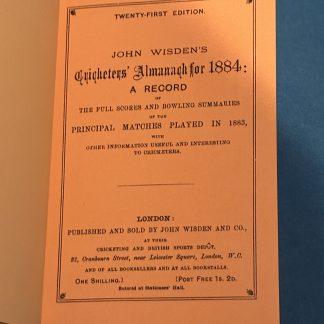 TWENTY-FIRST EDITION.
JOHN WISDEN'S
Cricketers' Almanack for 1884:
A RECORD
OF
THE FULL SCORES AND BOWLING SUMMARIES
OF THE
PRINCIPAL MATCHES PLAYED IN 1883,
WITH
OTHER INFORMATION USEFUL AND INTERESTING
TO CRICKETERS.
LONDON:
PUBLISHED AND SOLD BY JOHN WISDEN AND CO.,
AT THEIR
CRICKETING AND BRITISH SPORTS DEPÔT,
21, Cranbourn Street, near Leicester Square, London, W.C.
AND OF ALL BOOKSELLERS AND AT ALL BOOKSTALLS.
ONE SHILLING.] [POST FREE 1S. 2D.
Entered at Stationers' Hall.